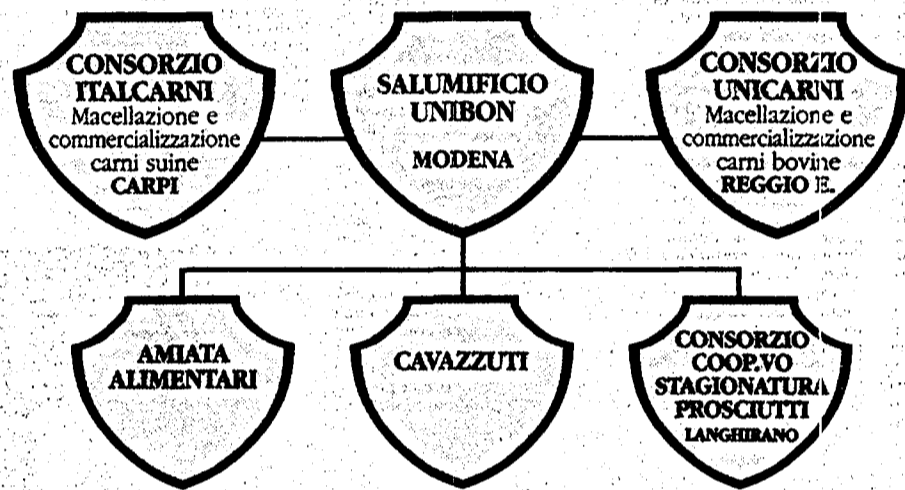 CONSORZIO
ITALCARNI
Macellazione e
commercializzazione
carni suine
CARPI
SALUMIFICIO
UNIBON
MODENA
CONSORZIO
UNICARNI
Macellazione e
commercializzazione
carni bovine
REGGIO E.
AMIATA
ALIMENTARI
CAVAZZUTI
CONSORZIO
COOP.VO
STAGIONATURA
PROSCIUTTI
LANGHIRANO